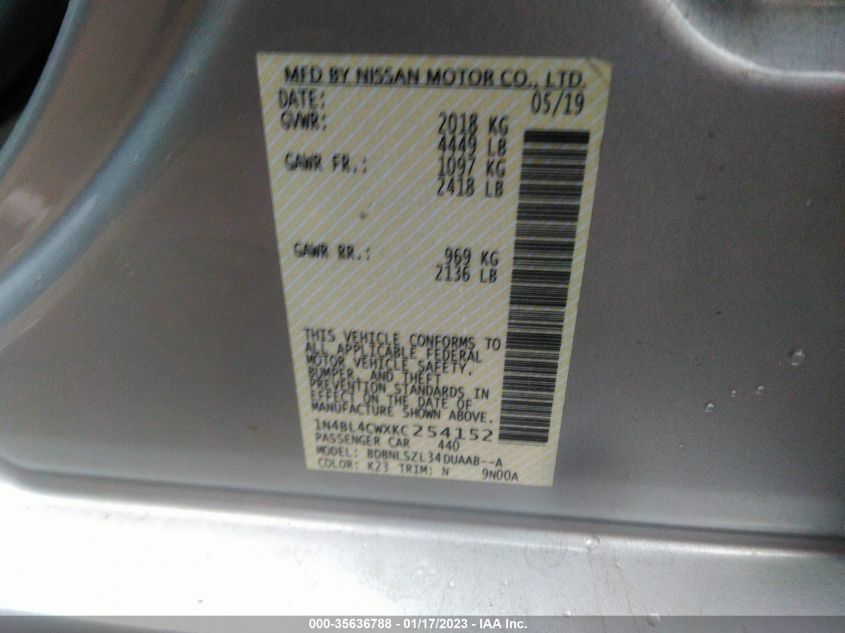 MFD BY NISSAN MOTOR CO., LTD.
DATE: 05/19
GVWR: 2018 KG
4449 LB
GAWR FR.: 1097 KG
2418 LB
GAWR RR.: 969 KG
2136 LB
THIS VEHICLE CONFORMS TO
ALL APPLICABLE FEDERAL
MOTOR VEHICLE SAFETY,
BUMPER, AND THEFT
PREVENTION STANDARDS IN
EFFECT ON THE DATE OF
MANUFACTURE SHOWN ABOVE.
1N4BL4CWXKC254152
PASSENGER CAR 440
MODEL: BDBNLSZL34DUAAB--A
COLOR: K23 TRIM: N 9N00A
000-35636788 - 01/17/2023 - IAA Inc.